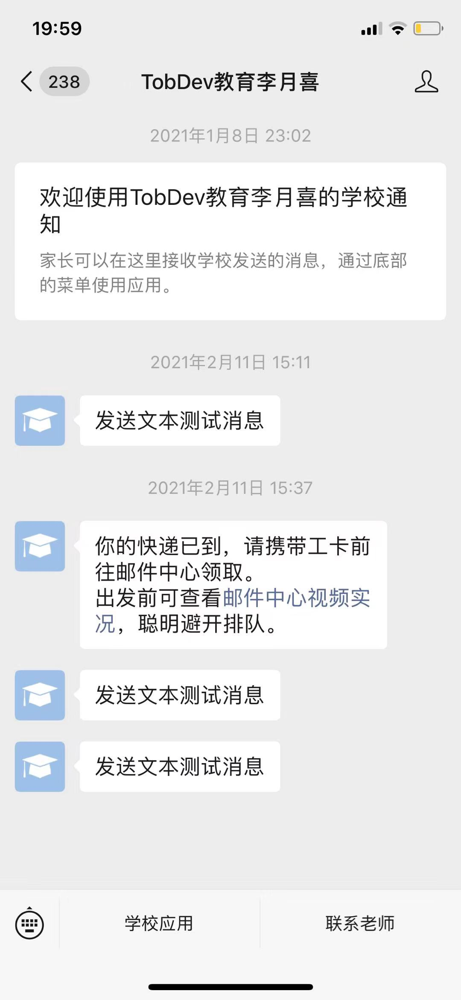 19:59
238
TobDev教育李月喜
2021年1月8日 23:02
欢迎使用TobDev教育李月喜的学校通
知
家长可以在这里接收学校发送的消息，通过底部
的菜单使用应用。
2021年2月11日 15:11
发送文本测试消息
2021年2月11日 15:37
你的快递已到，请携带工卡前
往邮件中心领取。
出发前可查看邮件中心视频实
况，聪明避开排队。
发送文本测试消息
发送文本测试消息
学校应用
联系老师